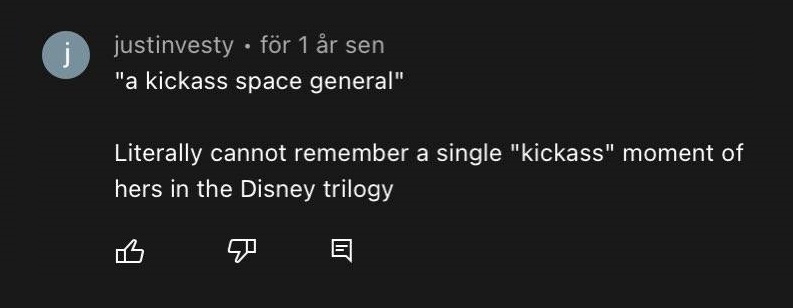 j
justinvesty • för 1 år sen
"a kickass space general"
Literally cannot remember a single "kickass" moment of
hers in the Disney trilogy